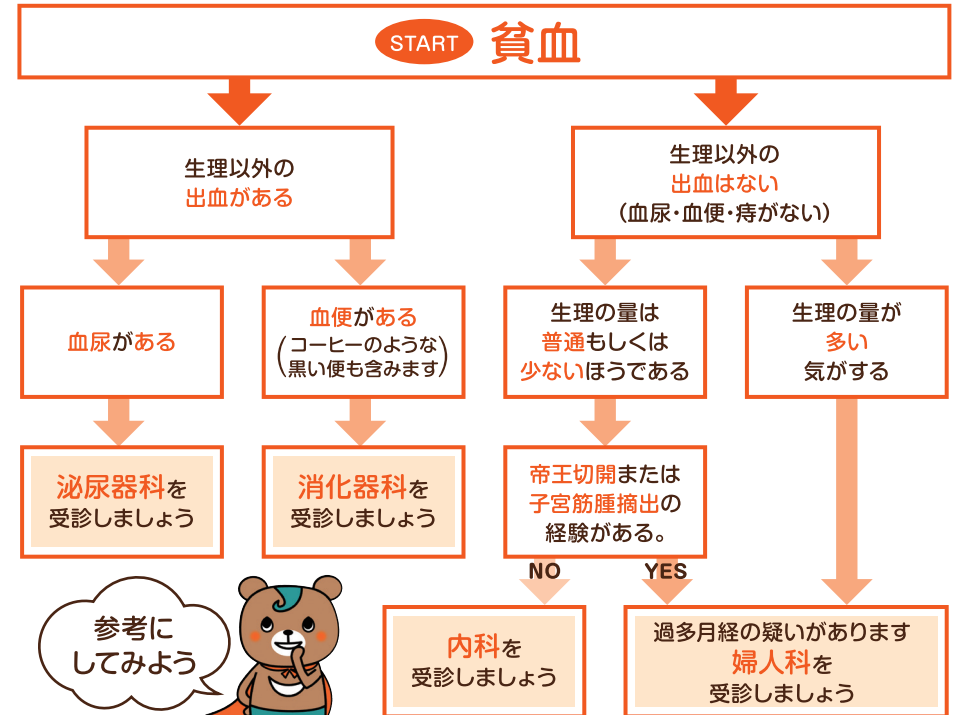 START 貧血
生理以外の
出血がある
生理以外の
出血はない
（血尿・血便・痔がない）
血尿がある
血便がある
（コーヒーのような
黒い便も含みます）
生理の量は
普通もしくは
少ないほうである
生理の量が
多い
気がする
泌尿器科を
受診しましょう
消化器科を
受診しましょう
帝王切開または
子宮筋腫摘出の
経験がある。
NO
YES
参考に
してみよう
内科を
受診しましょう
過多月経の疑いがあります
婦人科を
受診しましょう